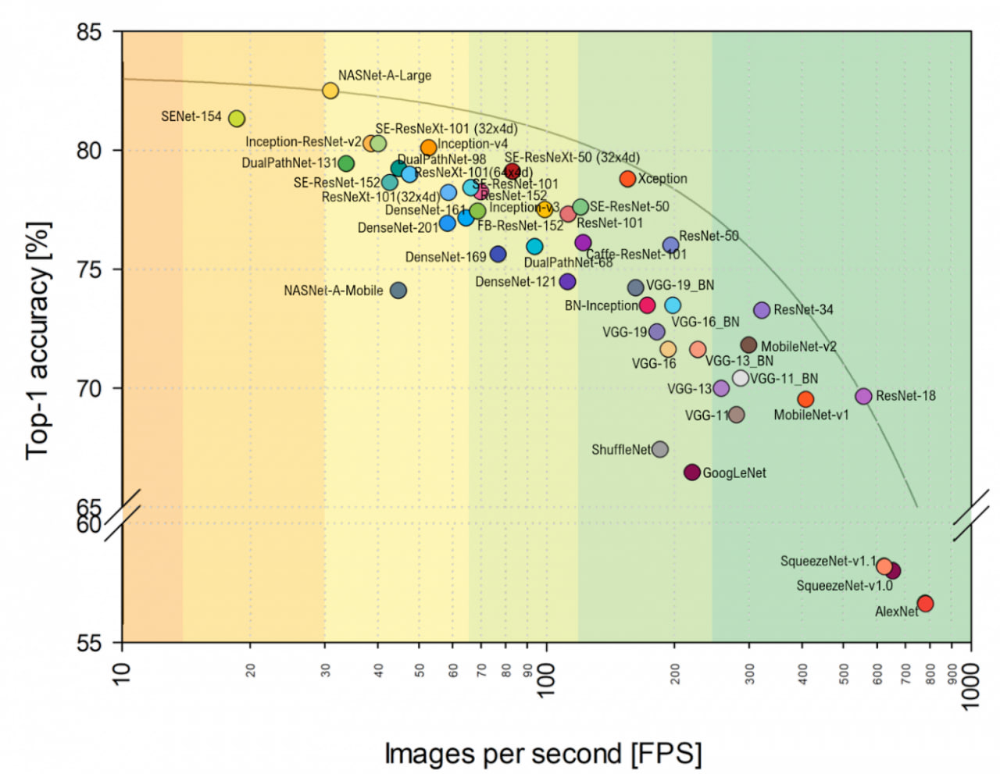 85
NASNet-A-Large
SENet-154
SE-ResNeXt-101 (32x4d)
Inception-ResNet-v2
Inception-v4
80
DualPathNet-98
SE-ResNeXt-50 (32x4d)
DualPathNet-131
ResNeXt-101(64x4d)
Xception
SE-ResNet-152
SE-ResNet-101
ResNeXt-101(32x4d)
ResNet-152
DenseNet-161
Inception-v3
SE-ResNet-50
DenseNet-201
FB-ResNet-152
ResNet-101
ResNet-50
DenseNet-169
Caffe-ResNet-101
DualPathNet-68
75
DenseNet-121
VGG-19_BN
NASNet-A-Mobile
BN-Inception
ResNet-34
VGG-16_BN
VGG-19
MobileNet-v2
VGG-16
VGG-13_BN
VGG-11_BN
70
VGG-13
ResNet-18
VGG-11
MobileNet-v1
ShuffleNet
GoogLeNet
65
60
SqueezeNet-v1.1
SqueezeNet-v1.0
AlexNet
55
Top-1 accuracy [%]
10 20 30 40 50 60 70 80 90 100 200 300 400 500 600 700 800 900 1000
Images per second [FPS]